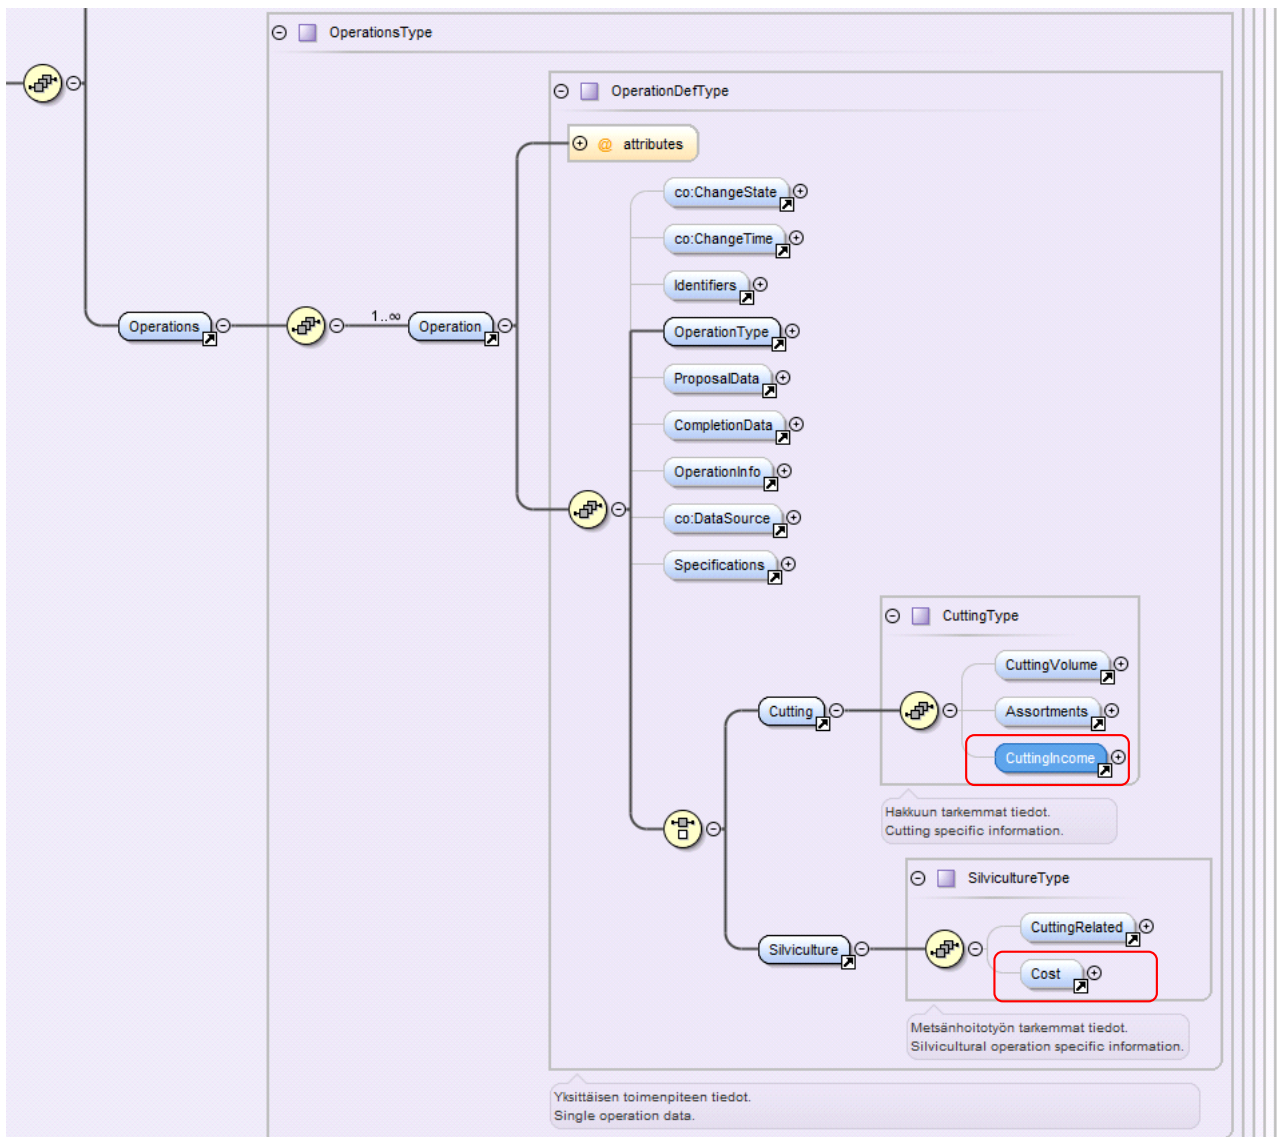 OperationsType
OperationDefType
@ attributes
co:ChangeState
co:ChangeTime
Identifiers
Operations
1..∞
Operation
OperationType
ProposalData
CompletionData
OperationInfo
co:DataSource
Specifications
CuttingType
CuttingVolume
Cutting
Assortments
CuttingIncome
Hakkuun tarkemmat tiedot.
Cutting specific information.
SilvicultureType
CuttingRelated
Silviculture
Cost
Metsänhoitotyön tarkemmat tiedot.
Silvicultural operation specific information.
Yksittäisen toimenpiteen tiedot.
Single operation data.